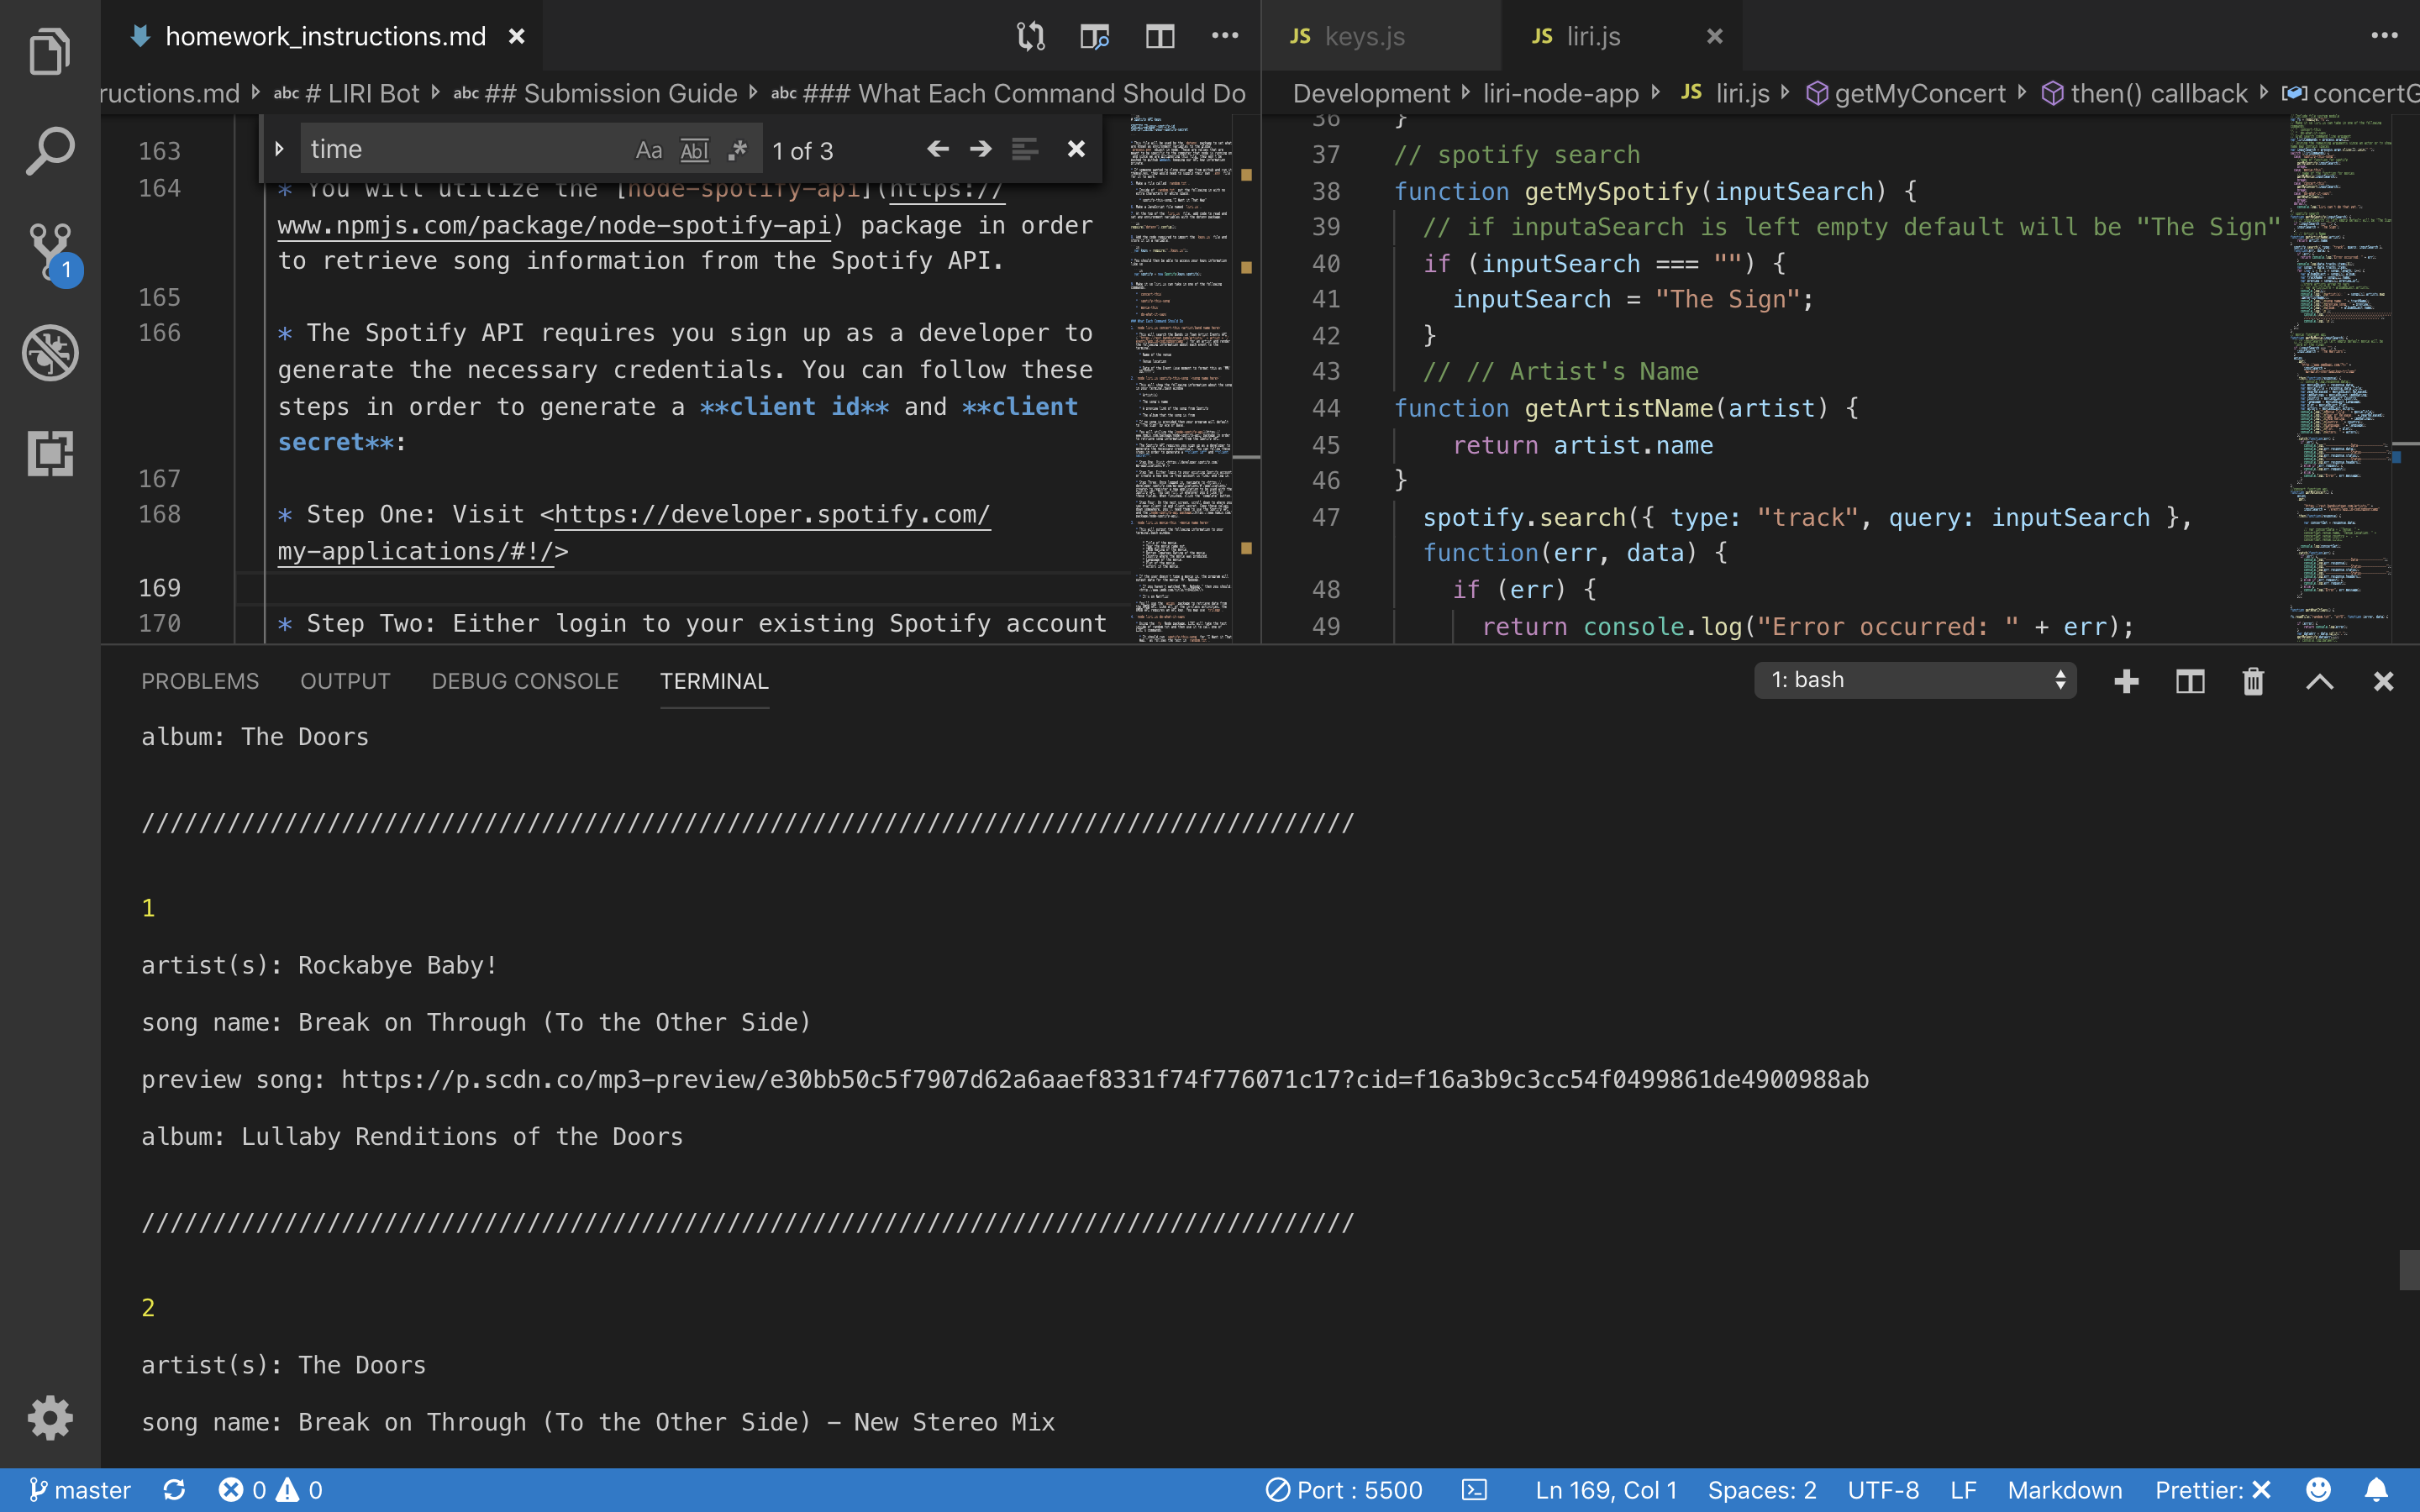 homework_instructions.md
JS keys.js
JS liri.js
ructions.md abc # LIRI Bot abc ## Submission Guide abc ### What Each Command Should Do
Development liri-node-app JS liri.js getMyConcert then() callback concertG
time Aa Abl .* 1 of 3
163
164 * You will utilize the [node-spotify-api](https://
www.npmjs.com/package/node-spotify-api) package in order
to retrieve song information from the Spotify API.
165
166 * The Spotify API requires you sign up as a developer to
generate the necessary credentials. You can follow these
steps in order to generate a **client id** and **client
secret**:
167
168 * Step One: Visit <https://developer.spotify.com/
my-applications/#!/>
169
170 * Step Two: Either login to your existing Spotify account
36 }
37 // spotify search
38 function getMySpotify(inputSearch) {
39 // if inputaSearch is left empty default will be "The Sign"
40 if (inputSearch === "") {
41 inputSearch = "The Sign";
42 }
43 // // Artist's Name
44 function getArtistName(artist) {
45 return artist.name
46 }
47 spotify.search({ type: "track", query: inputSearch },
function(err, data) {
48 if (err) {
49 return console.log("Error occurred: " + err);
PROBLEMS OUTPUT DEBUG CONSOLE TERMINAL 1: bash
album: The Doors
/////////////////////////////////////////////////////////////////////////////////////
1
artist(s): Rockabye Baby!
song name: Break on Through (To the Other Side)
preview song: https://p.scdn.co/mp3-preview/e30bb50c5f7907d62a6aaef8331f74f776071c17?cid=f16a3b9c3cc54f0499861de4900988ab
album: Lullaby Renditions of the Doors
/////////////////////////////////////////////////////////////////////////////////////
2
artist(s): The Doors
song name: Break on Through (To the Other Side) - New Stereo Mix
1
master 0 0 Port : 5500 Ln 169, Col 1 Spaces: 2 UTF-8 LF Markdown Prettier: ×